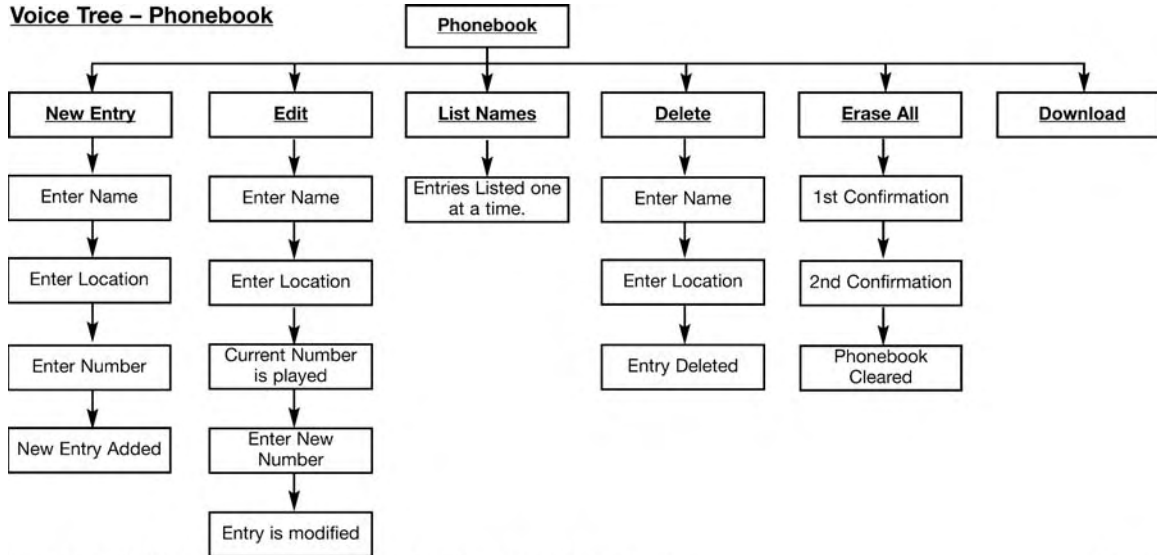 Voice Tree – Phonebook
Phonebook
New Entry
Edit
List Names
Delete
Erase All
Download
Enter Name
Enter Name
Entries Listed one
at a time.
Enter Name
1st Confirmation
Enter Location
Enter Location
Enter Location
2nd Confirmation
Enter Number
Current Number
is played
Entry Deleted
Phonebook
Cleared
New Entry Added
Enter New
Number
Entry is modified